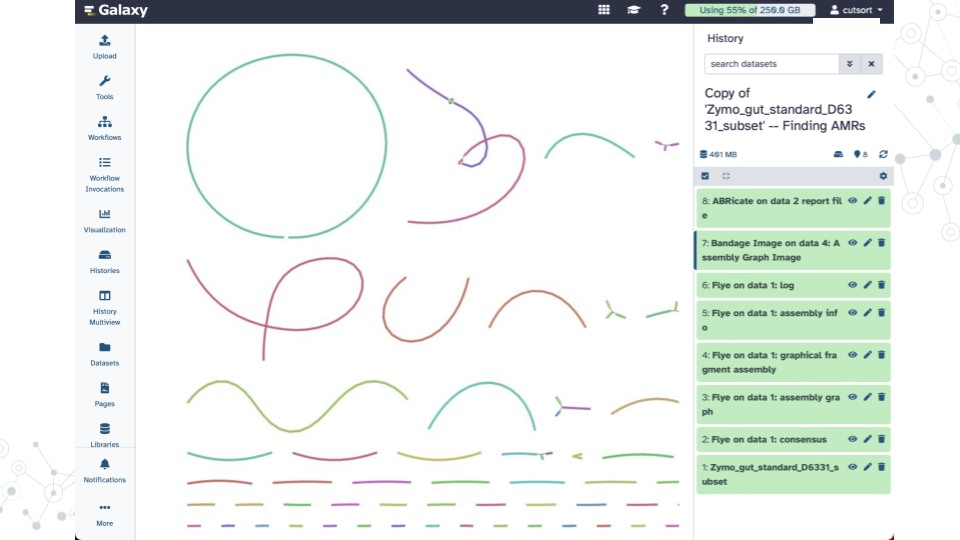 Galaxy
Using 55% of 250.0 GB
cutsort
Upload
Tools
Workflows
Workflow
Invocations
Visualization
Histories
History
Multiview
Datasets
Pages
Libraries
Notifications
More
History
search datasets
Copy of
'Zymo_gut_standard_D63
31_subset' -- Finding AMRs
491 MB
8
8: ABRicate on data 2 report fil
e
7: Bandage Image on data 4: A
ssembly Graph Image
6: Flye on data 1: log
5: Flye on data 1: assembly inf
o
4: Flye on data 1: graphical fra
gment assembly
3: Flye on data 1: assembly gra
ph
2: Flye on data 1: consensus
1: Zymo_gut_standard_D6331_s
ubset